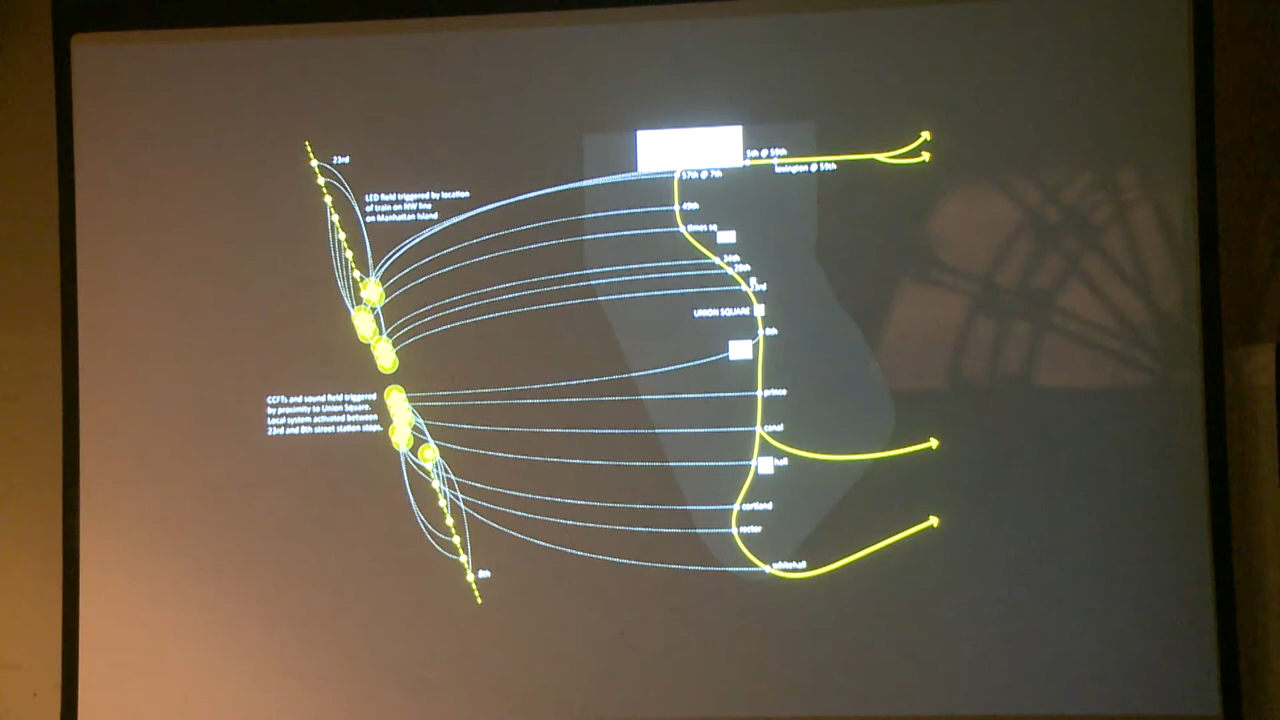 23rd
LED field triggered by location
of train on NW line
on Manhattan Island
5th @ 59th
lexington @ 59th
57th @ 7th
49th
times sq
34th
28th
23rd
UNION SQUARE
8th
prince
canal
hall
cortland
rector
whitehall
CCFTs and sound field triggered
by proximity to Union Square.
Local system activated between
23rd and 8th street station stops.
8th